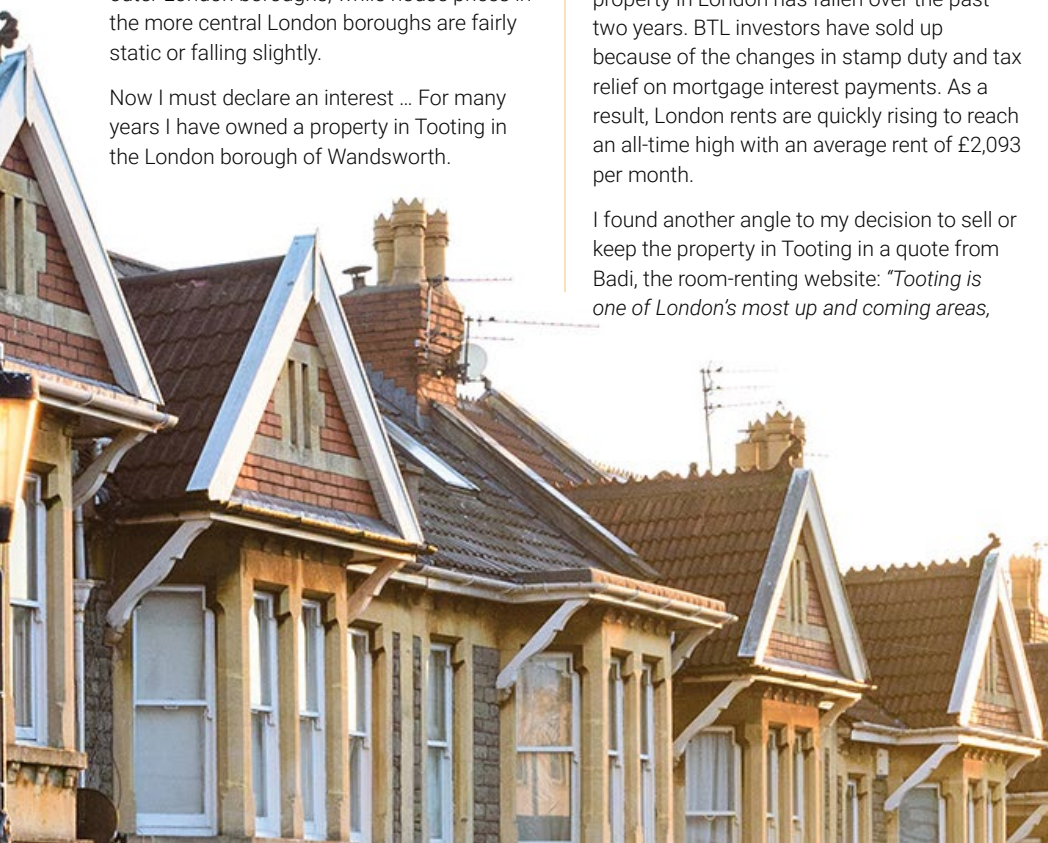 outer London boroughs, while house prices in
the more central London boroughs are fairly
static or falling slightly.
Now I must declare an interest … For many
years I have owned a property in Tooting in
the London borough of Wandsworth.
property in London has fallen over the past
two years. BTL investors have sold up
because of the changes in stamp duty and tax
relief on mortgage interest payments. As a
result, London rents are quickly rising to reach
an all-time high with an average rent of £2,093
per month.
I found another angle to my decision to sell or
keep the property in Tooting in a quote from
Badi, the room-renting website: “Tooting is
one of London’s most up and coming areas,